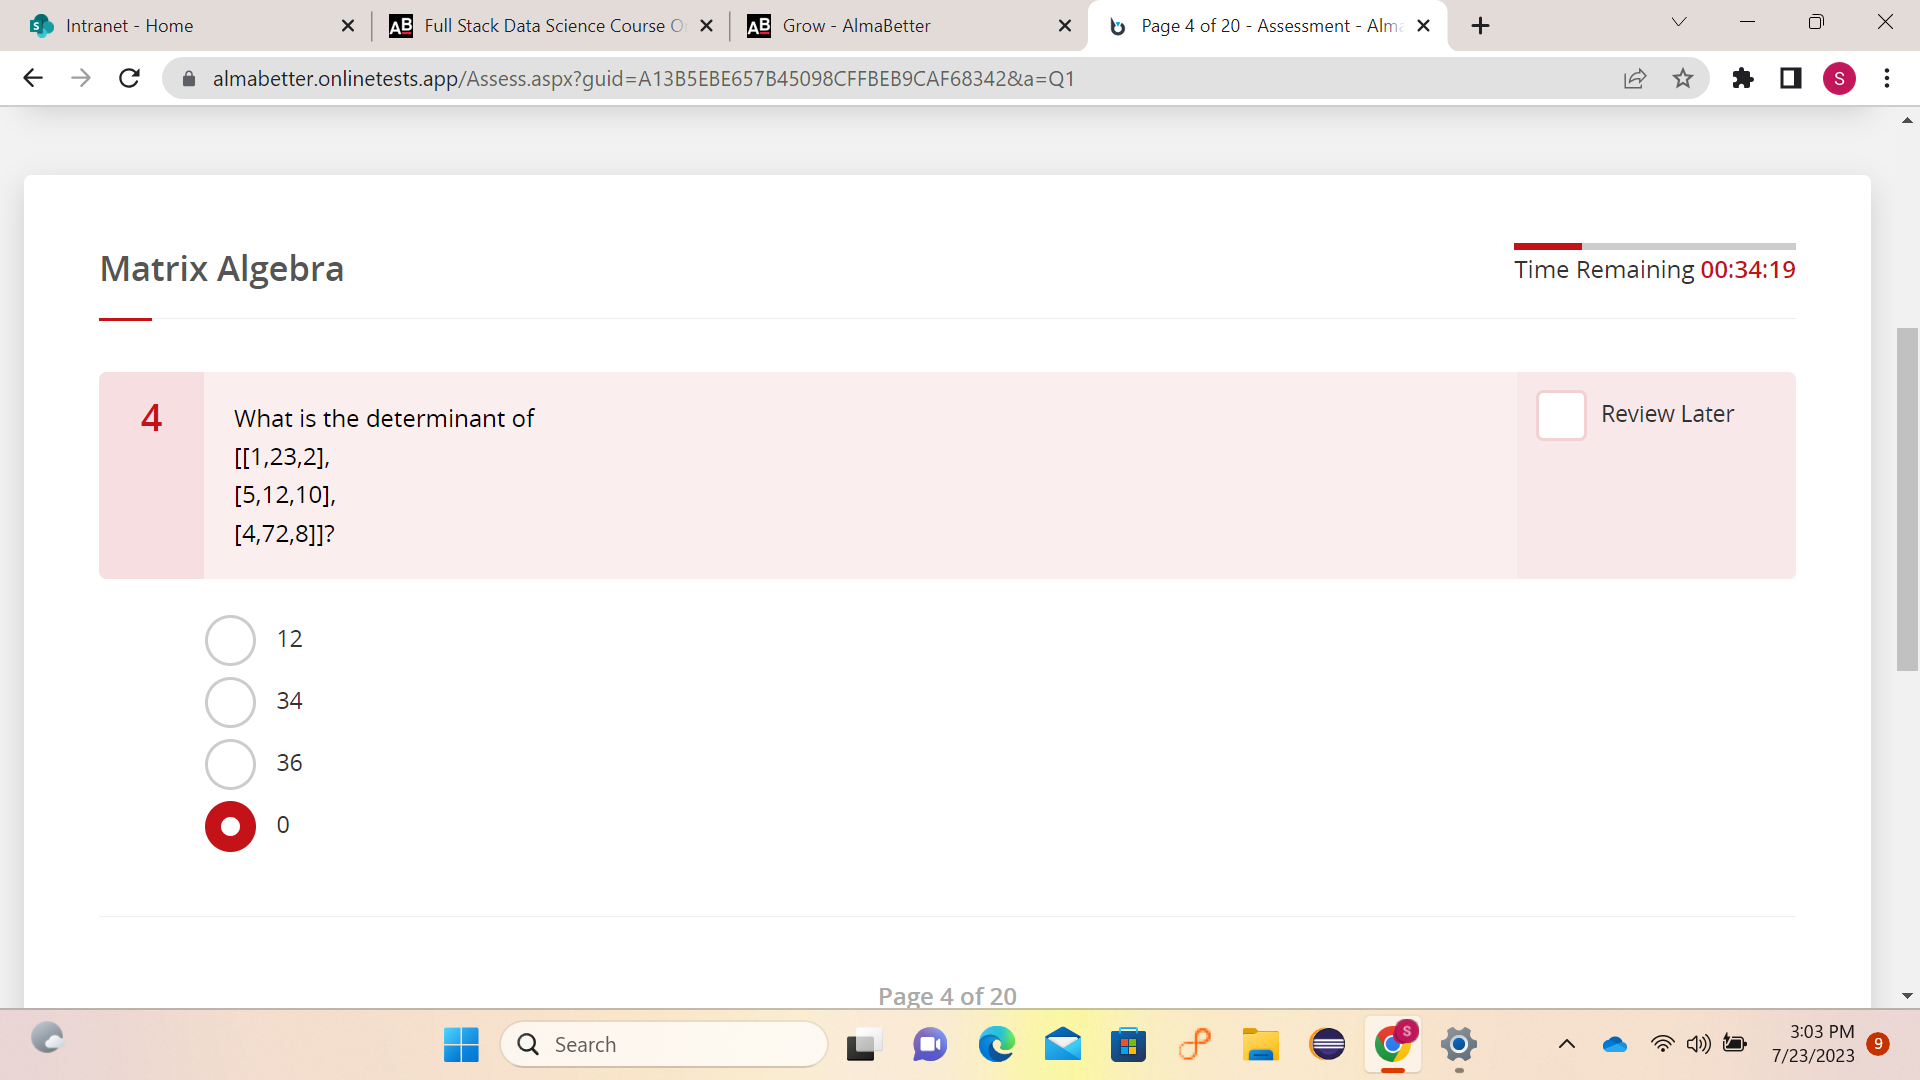 Intranet - Home
AB Full Stack Data Science Course O
AB Grow - AlmaBetter
Page 4 of 20 - Assessment - Alma
almabetter.onlinetests.app/Assess.aspx?guid=A13B5EBE657B45098CFFBEB9CAF68342&a=Q1
S
Matrix Algebra
Time Remaining 00:34:19
4
What is the determinant of
[[1,23,2],
[5,12,10],
[4,72,8]]?
Review Later
12
34
36
0
Page 4 of 20
Search
S
3:03 PM
7/23/2023
9